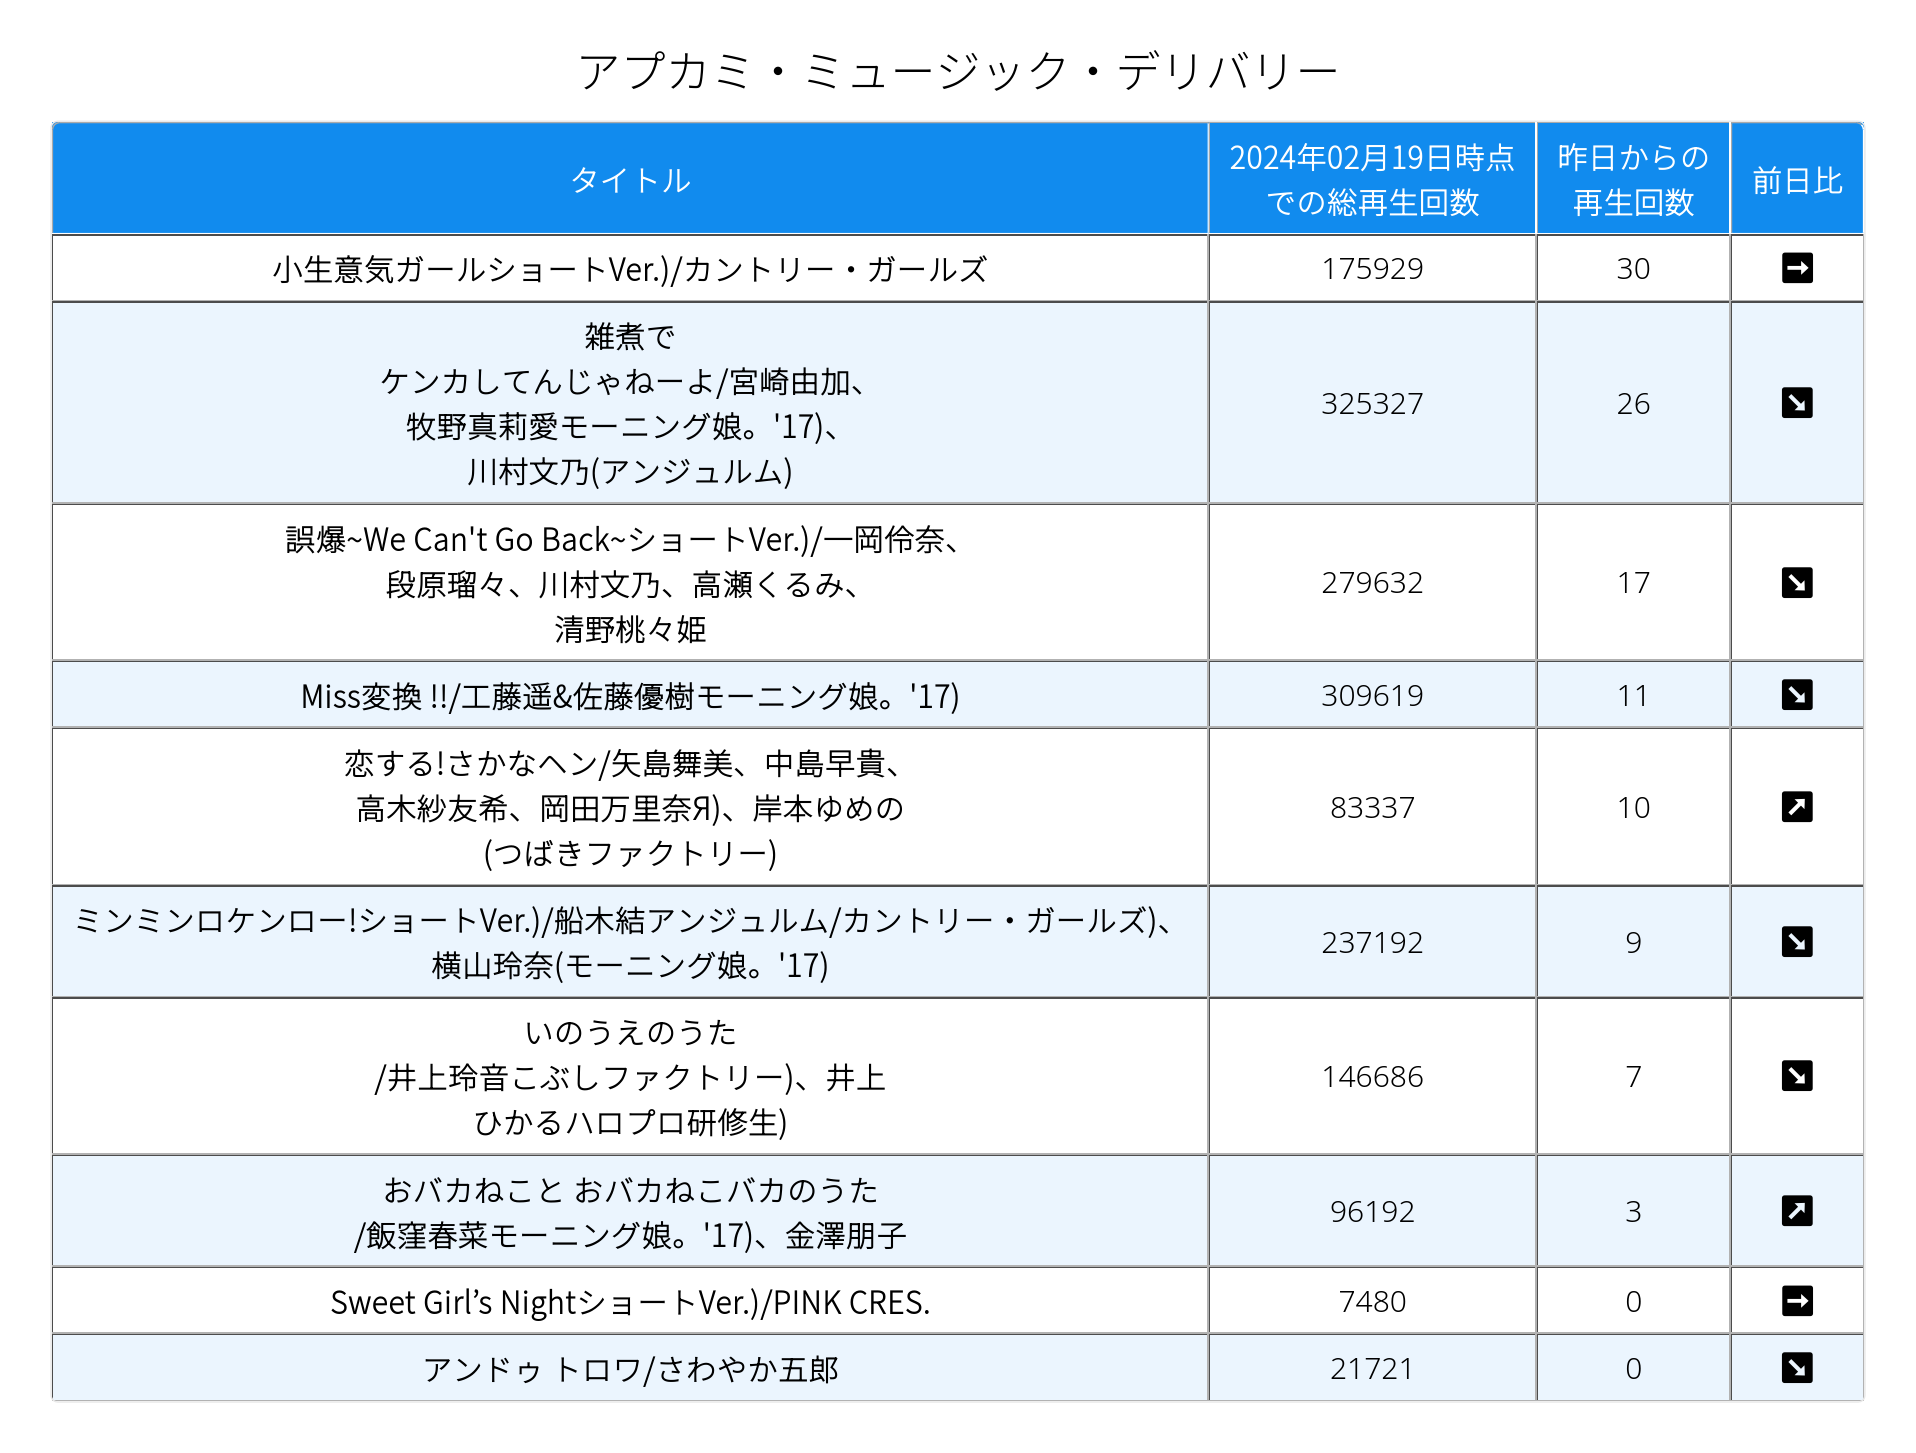 アプカミ・ミュージック・デリバリー
タイトル
2024年02月19日時点
での総再生回数
昨日からの
再生回数
前日比
小生意気ガールショートVer.)/カントリー・ガールズ
175929
30
雑煮で
ケンカしてんじゃねーよ/宮崎由加、
牧野真莉愛モーニング娘。'17)、
川村文乃(アンジュルム)
325327
26
誤爆~We Can't Go Back~ショートVer.)/一岡伶奈、
段原瑠々、川村文乃、高瀬くるみ、
清野桃々姫
279632
17
Miss変換 !!/工藤遥&佐藤優樹モーニング娘。'17)
309619
11
恋する!さかなヘン/矢島舞美、中島早貴、
高木紗友希、岡田万里奈Я)、岸本ゆめの
(つばきファクトリー)
83337
10
ミンミンロケンロー!ショートVer.)/船木結アンジュルム/カントリー・ガールズ)、
横山玲奈(モーニング娘。'17)
237192
9
いのうえのうた
/井上玲音こぶしファクトリー)、井上
ひかるハロプロ研修生)
146686
7
おバカねこと おバカねこバカのうた
/飯窪春菜モーニング娘。'17)、金澤朋子
96192
3
Sweet Girl’s NightショートVer.)/PINK CRES.
7480
0
アンドゥ トロワ/さわやか五郎
21721
0